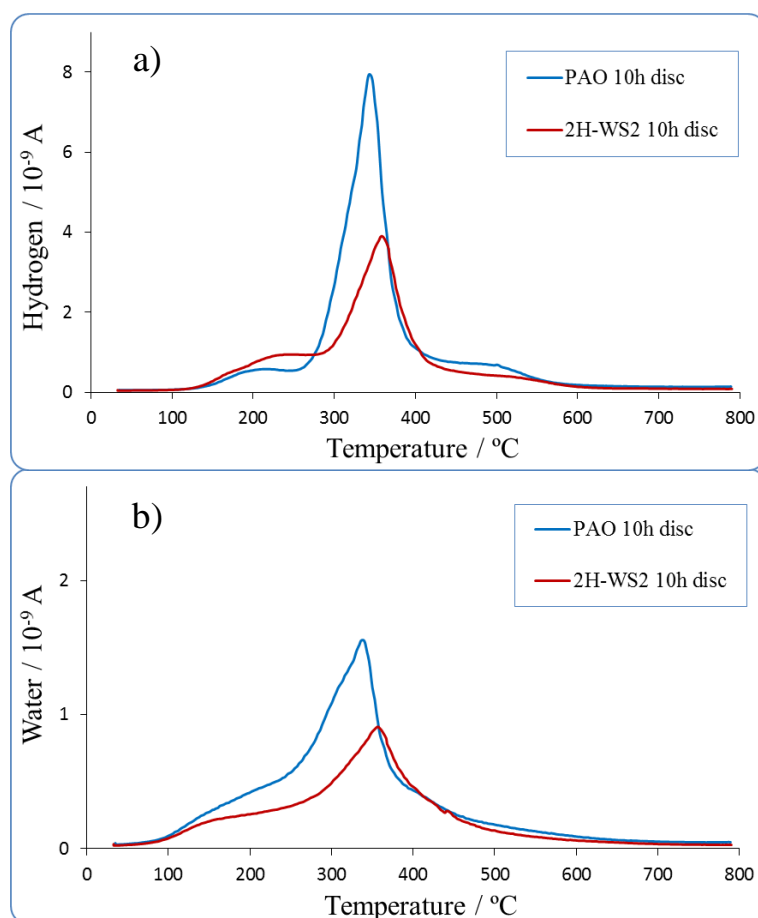 a)
PAO 10h disc
2H-WS2 10h disc
Hydrogen / 10⁻⁹ A
8
6
4
2
0
0 100 200 300 400 500 600 700 800
Temperature / ºC
b)
PAO 10h disc
2H-WS2 10h disc
Water / 10⁻⁹ A
2
1
0
0 100 200 300 400 500 600 700 800
Temperature / ºC